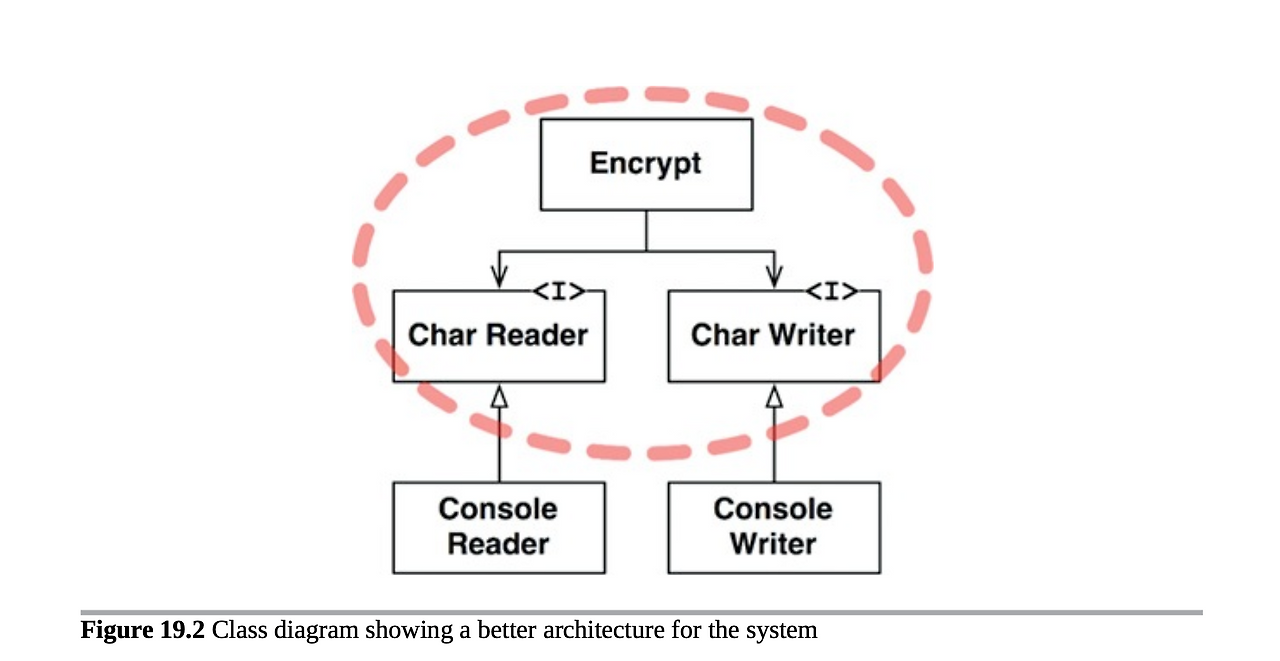 Encrypt
<I>
<I>
Char Reader
Char Writer
Console
Reader
Console
Writer
Figure 19.2 Class diagram showing a better architecture for the system